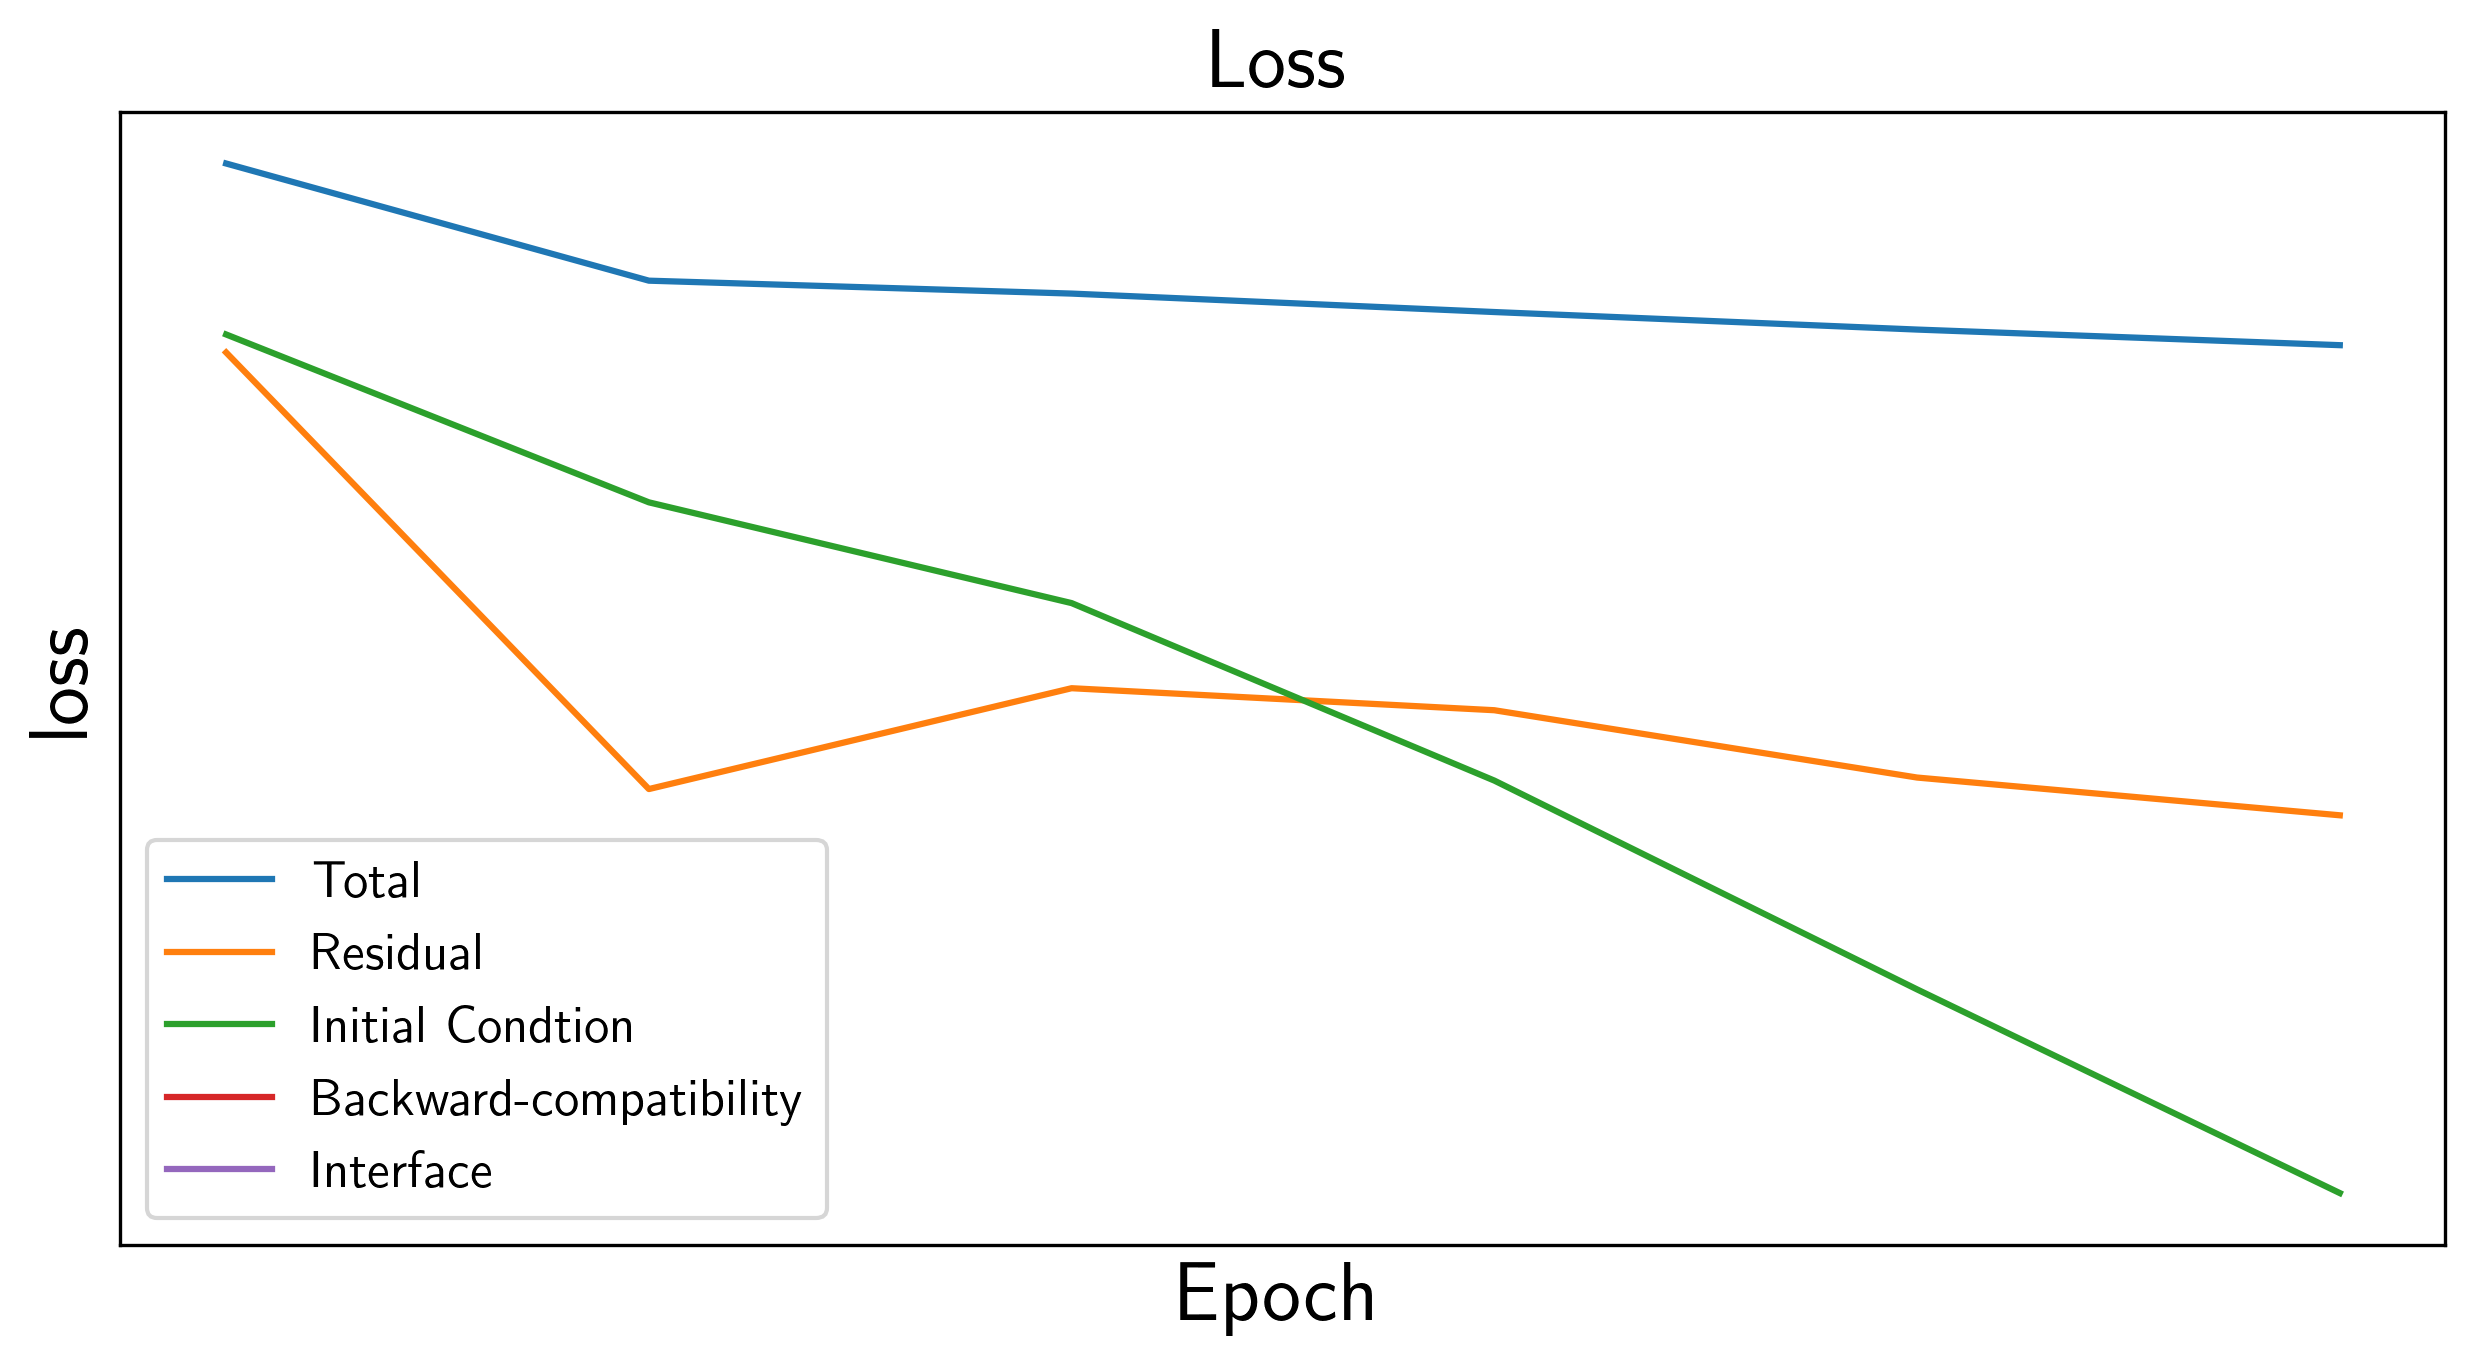 Loss
loss
Total
Residual
Initial Condtion
Backward-compatibility
Interface
Epoch